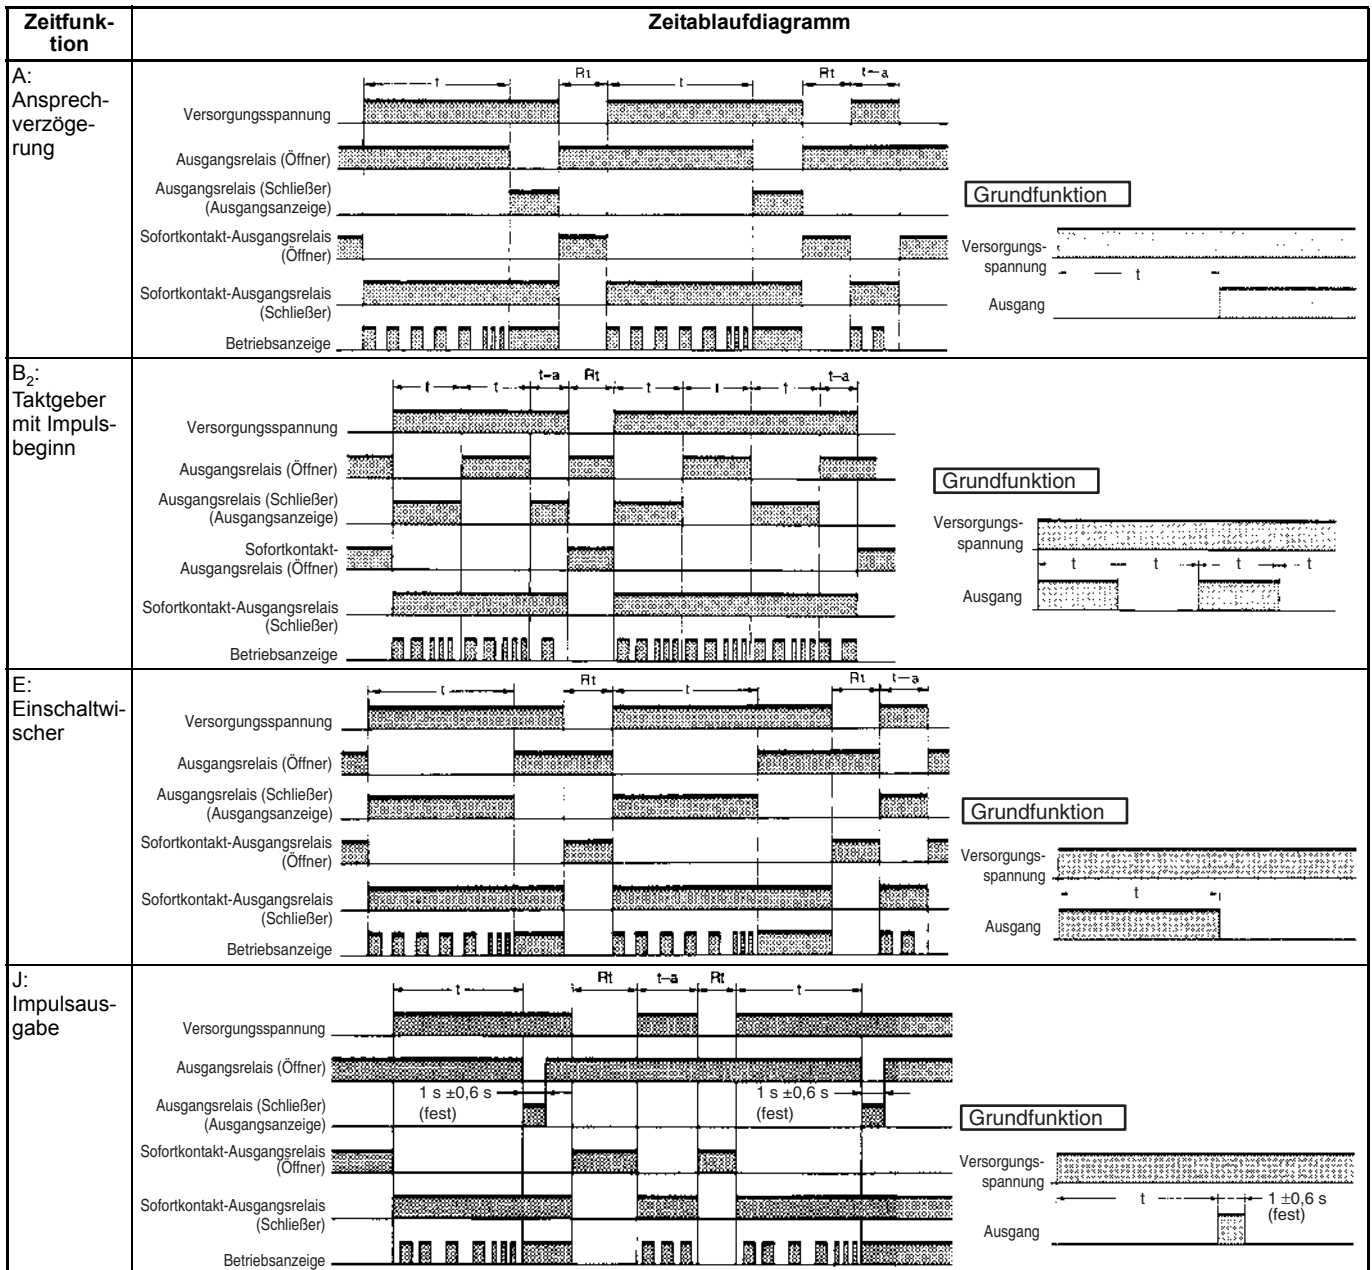 Zeitfunk-
tion
Zeitablaufdiagramm
A:
Ansprech-
verzöge-
rung
t
Rt
t
Rt
t-a
Versorgungsspannung
Ausgangsrelais (Öffner)
Ausgangsrelais (Schließer)
(Ausgangsanzeige)
Sofortkontakt-Ausgangsrelais
(Öffner)
Sofortkontakt-Ausgangsrelais
(Schließer)
Betriebsanzeige
Grundfunktion
Versorgungs-
spannung
t
Ausgang
B2:
Taktgeber
mit Impuls-
beginn
t
t
t-a
Rt
t
t
t
t-a
Versorgungsspannung
Ausgangsrelais (Öffner)
Ausgangsrelais (Schließer)
(Ausgangsanzeige)
Sofortkontakt-
Ausgangsrelais (Öffner)
Sofortkontakt-Ausgangsrelais
(Schließer)
Betriebsanzeige
Grundfunktion
Versorgungs-
spannung
t
t
t
t
Ausgang
E:
Einschaltwi-
scher
t
Rt
t
Rt
t-a
Versorgungsspannung
Ausgangsrelais (Öffner)
Ausgangsrelais (Schließer)
(Ausgangsanzeige)
Sofortkontakt-Ausgangsrelais
(Öffner)
Sofortkontakt-Ausgangsrelais
(Schließer)
Betriebsanzeige
Grundfunktion
Versorgungs-
spannung
t
Ausgang
J:
Impulsaus-
gabe
t
Rt
t-a
Rt
t
Versorgungsspannung
Ausgangsrelais (Öffner)
1 s ±0,6 s
(fest)
1 s ±0,6 s
(fest)
Ausgangsrelais (Schließer)
(Ausgangsanzeige)
Sofortkontakt-Ausgangsrelais
(Öffner)
Sofortkontakt-Ausgangsrelais
(Schließer)
Betriebsanzeige
Grundfunktion
Versorgungs-
spannung
t
1 ±0,6 s
(fest)
Ausgang